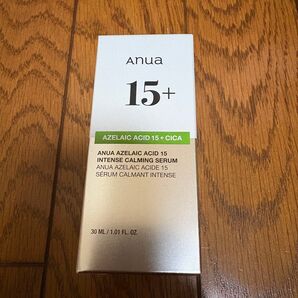 Anua
15+
AZELAIC ACID 15 + CICA
ANUA AZELAIC ACID 15
INTENSE CALMING SERUM
ANUA AZELAIC ACIDE 15
SÉRUM CALMANT INTENSE
30 ML / 1.01 FL. OZ.